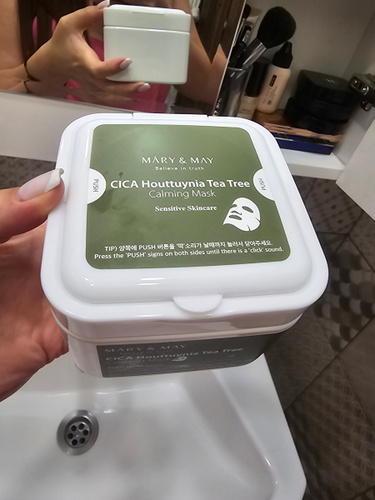 MARY & MAY
Believe in truth
CICA Houttuynia Tea Tree
Calming Mask
Sensitive Skincare
PUSH
PUSH
TIP) 양쪽에 PUSH 버튼을 '딱'소리가 날때까지 눌러서 닫아주세요.
Press the 'PUSH' signs on both sides until there is a 'click' sound.
MARY & MAY
CICA Houttuynia Tea Tree